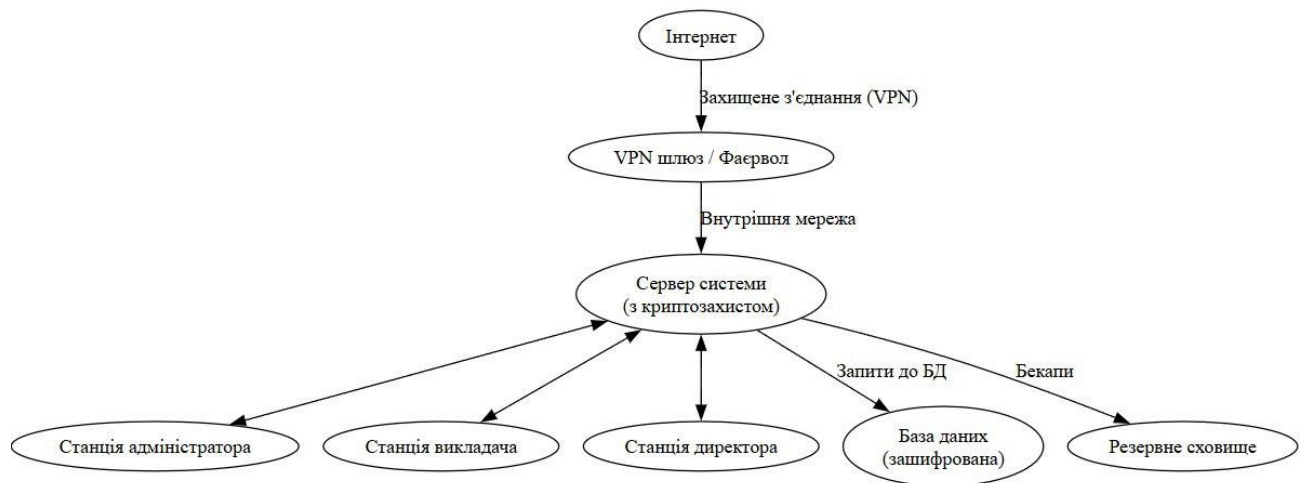 Інтернет
Захищене з'єднання (VPN)
VPN шлюз / Фаєрвол
Внутрішня мережа
Сервер системи
(з криптозахистом)
Запити до БД
Бекапи
Станція адміністратора
Станція викладача
Станція директора
База даних
(зашифрована)
Резервне сховище